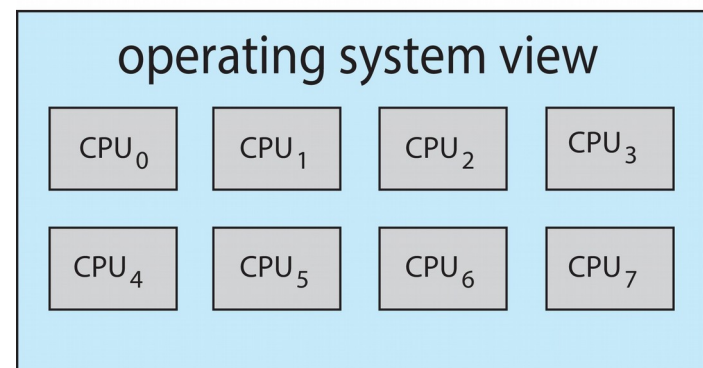 operating system view
CPU₀ CPU₁ CPU₂ CPU₃
CPU₄ CPU₅ CPU₆ CPU₇